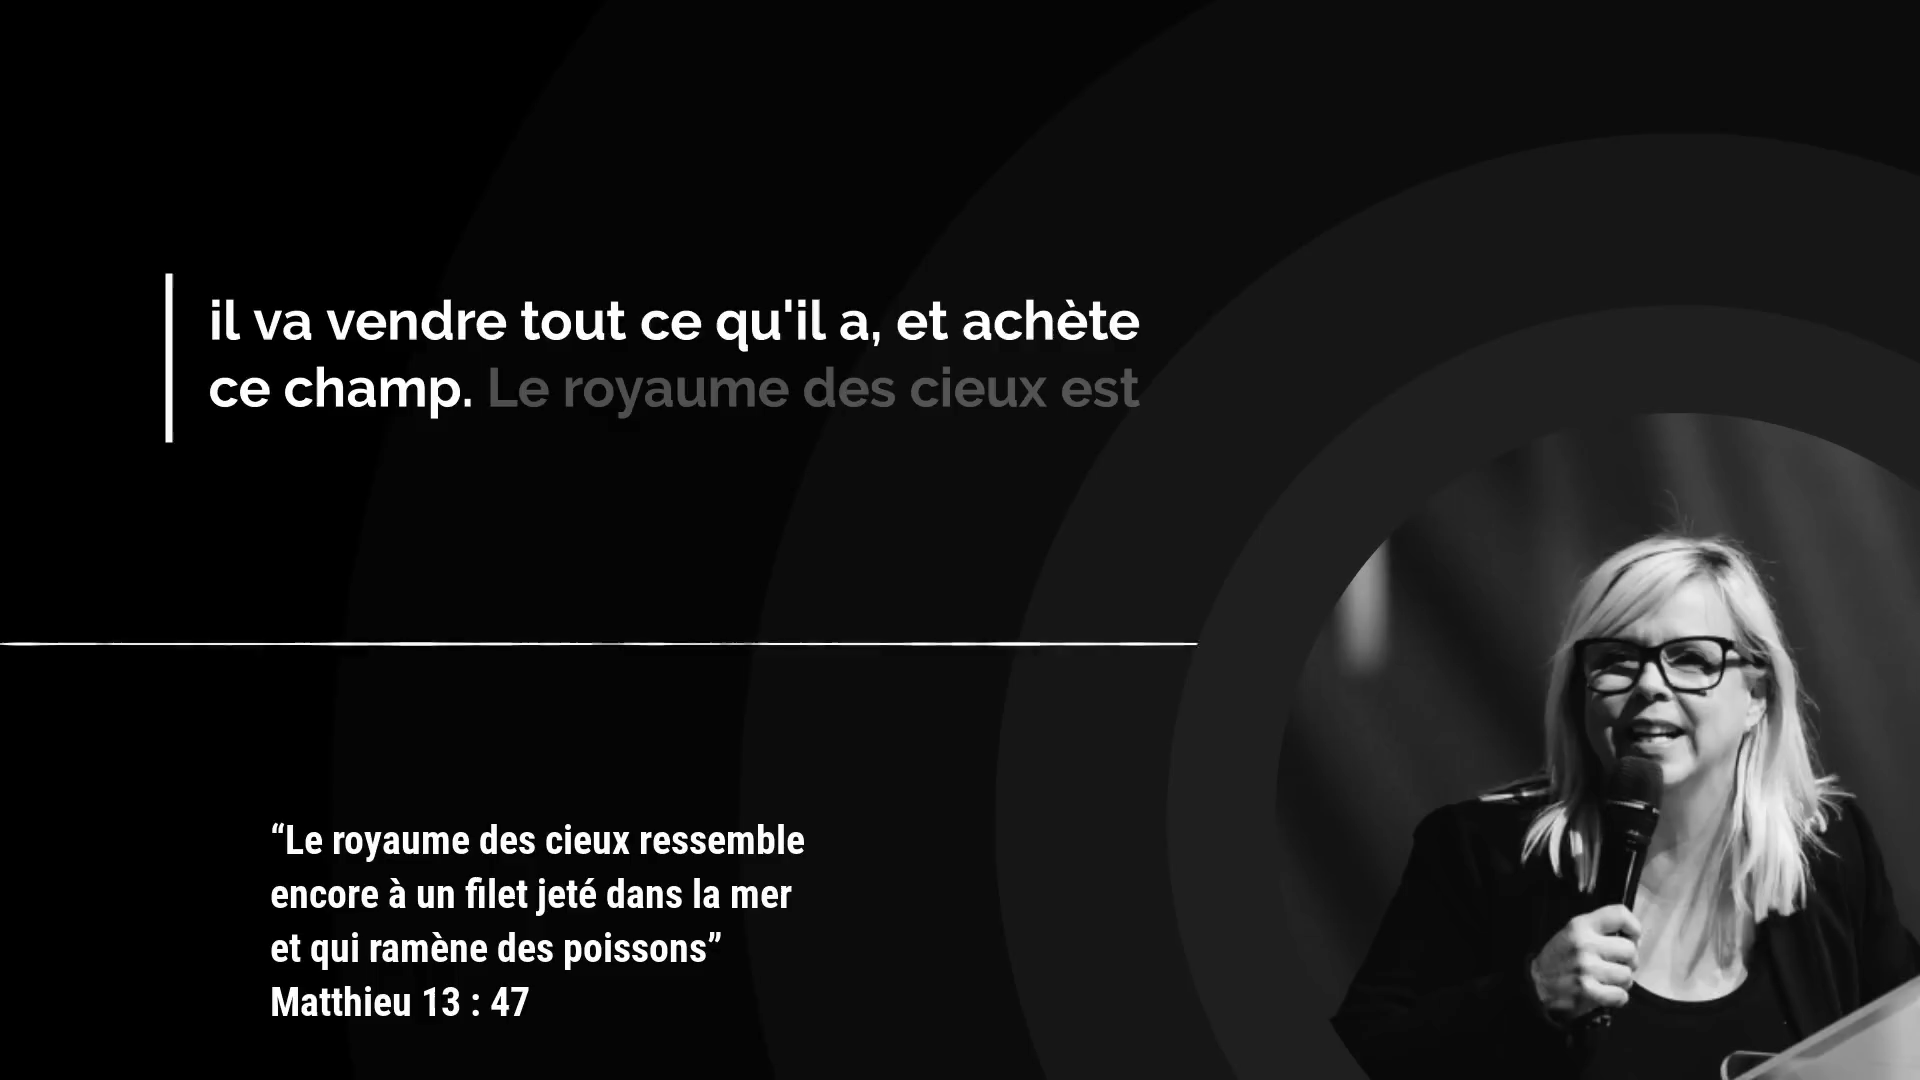 il va vendre tout ce qu'il a, et achète
ce champ. Le royaume des cieux est
“Le royaume des cieux ressemble
encore à un filet jeté dans la mer
et qui ramène des poissons”
Matthieu 13 : 47